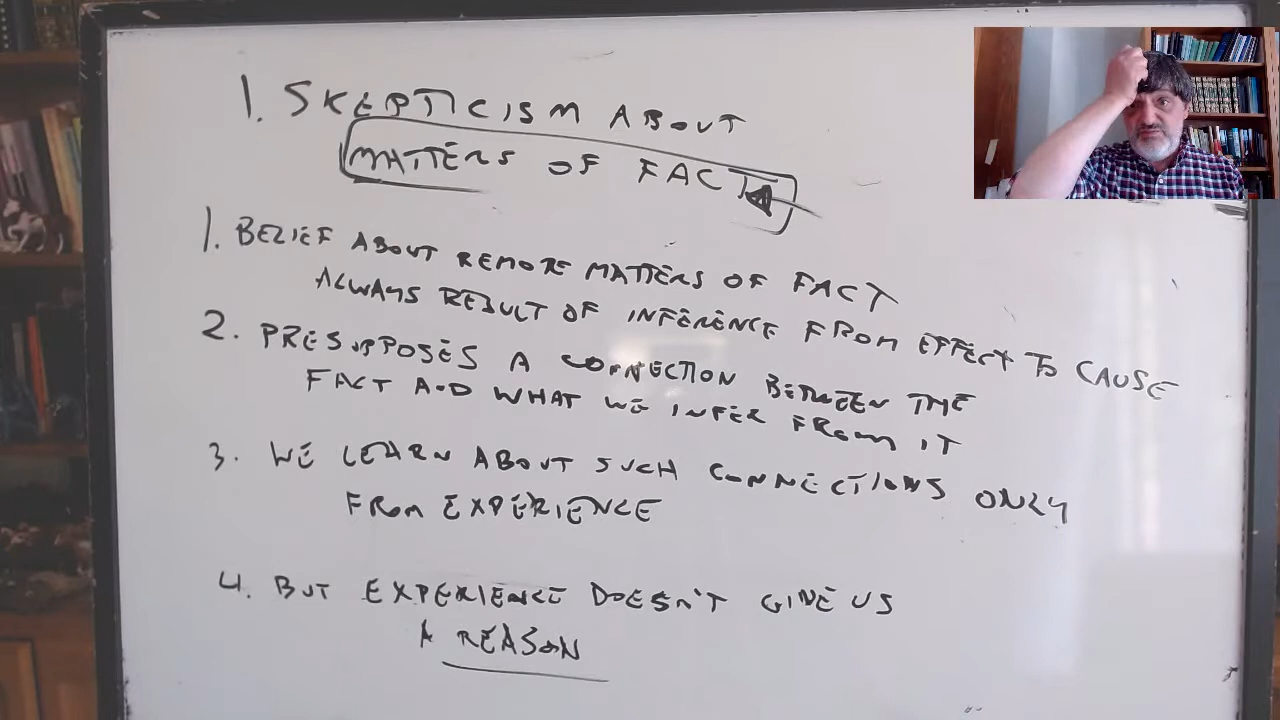 1. SKEPTICISM ABOUT
MATTERS OF FACT
1. BELIEF ABOUT REMOTE MATTERS OF FACT
ALWAYS RESULT OF INFERENCE FROM EFFECT TO CAUSE
2. PRESUPPOSES A CONNECTION BETWEEN THE
FACT AND WHAT WE INFER FROM IT
3. WE LEARN ABOUT SUCH CONNECTIONS ONLY
FROM EXPERIENCE
4. BUT EXPERIENCE DOESN'T GIVE US
A REASON